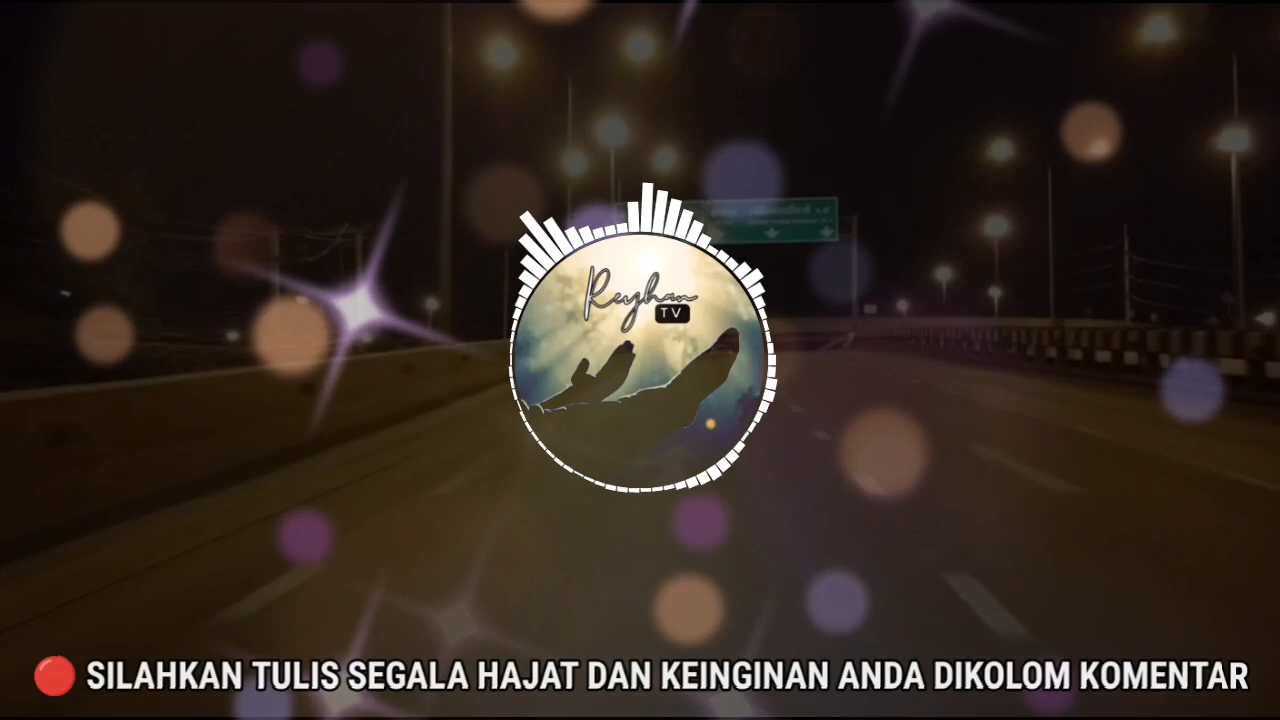 Reyhan
TV
SILAHKAN TULIS SEGALA HAJAT DAN KEINGINAN ANDA DIKOLOM KOMENTAR